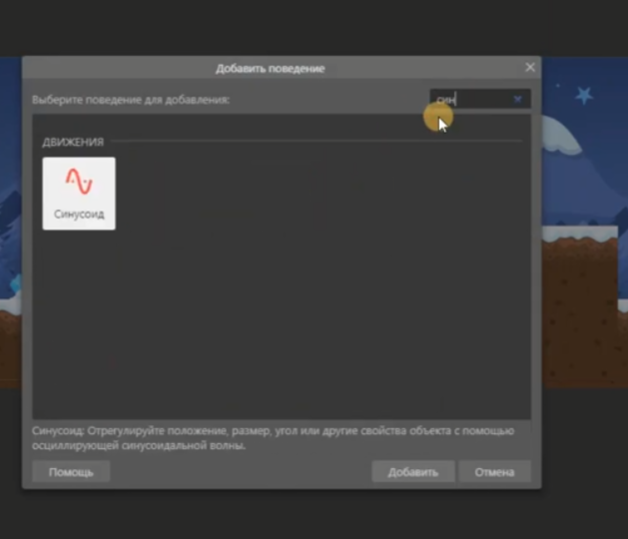 Добавить поведение
Выберите поведение для добавления:
син
ДВИЖЕНИЯ
Синусоид
Синусоид: Отрегулируйте положение, размер, угол или другие свойства объекта с помощью
осциллирующей синусоидальной волны.
Помощь
Добавить
Отмена